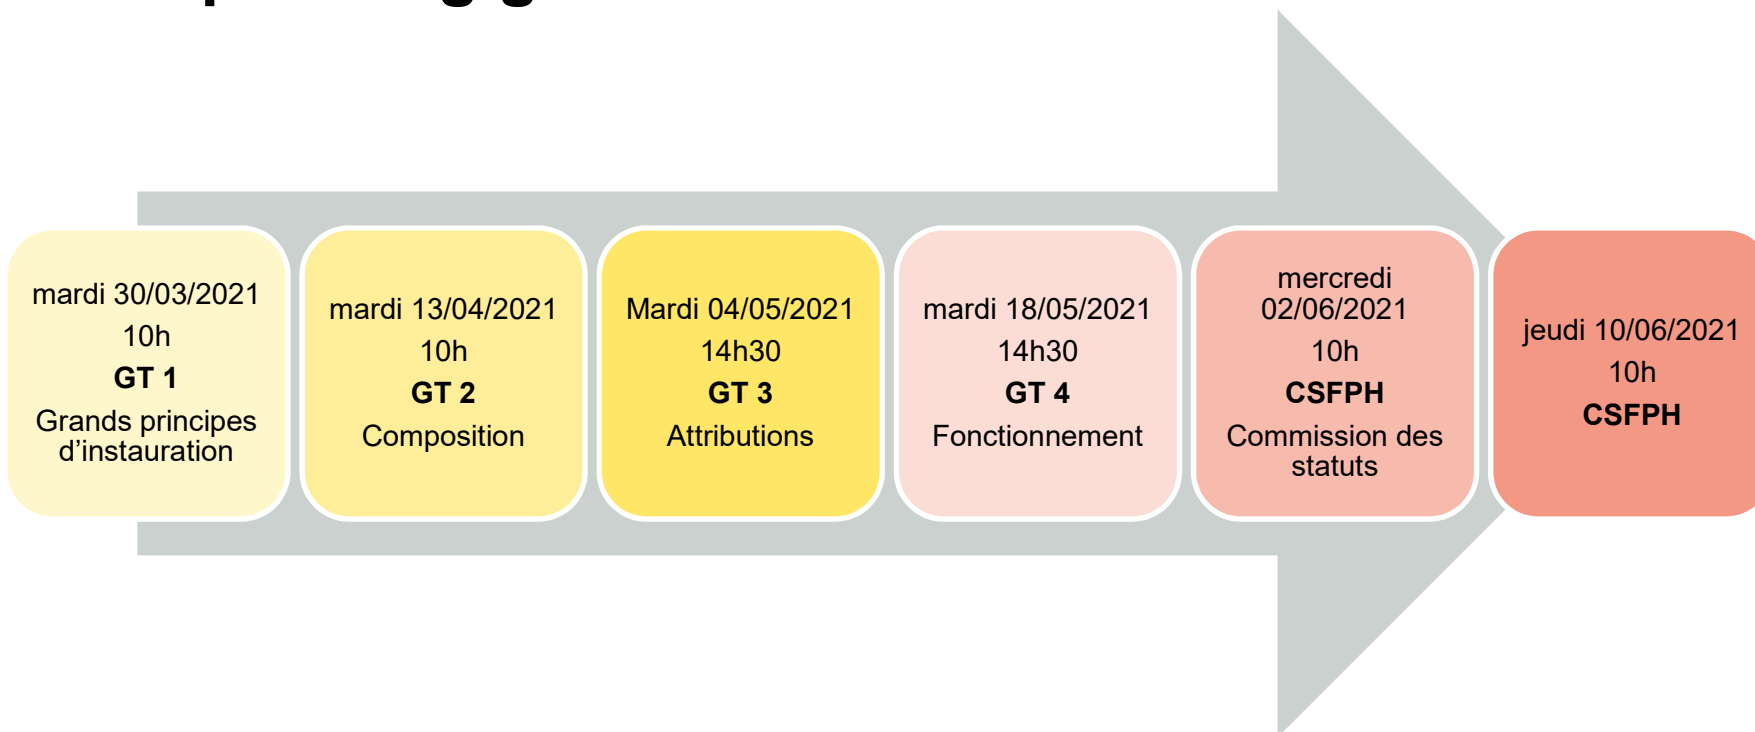 mardi 30/03/2021
10h
GT 1
Grands principes
d'instauration
mardi 13/04/2021
10h
GT 2
Composition
Mardi 04/05/2021
14h30
GT 3
Attributions
mardi 18/05/2021
14h30
GT 4
Fonctionnement
mercredi
02/06/2021
10h
CSFPH
Commission des
statuts
jeudi 10/06/2021
10h
CSFPH